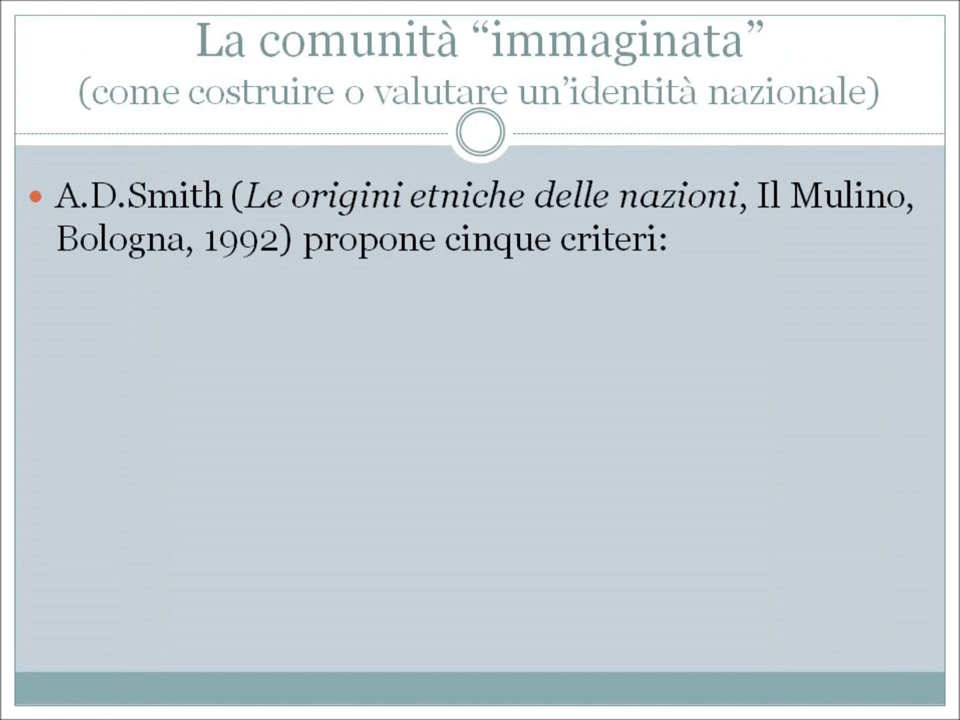 La comunità “immaginata”
(come costruire o valutare un’identità nazionale)
• A.D.Smith (Le origini etniche delle nazioni, Il Mulino,
Bologna, 1992) propone cinque criteri: